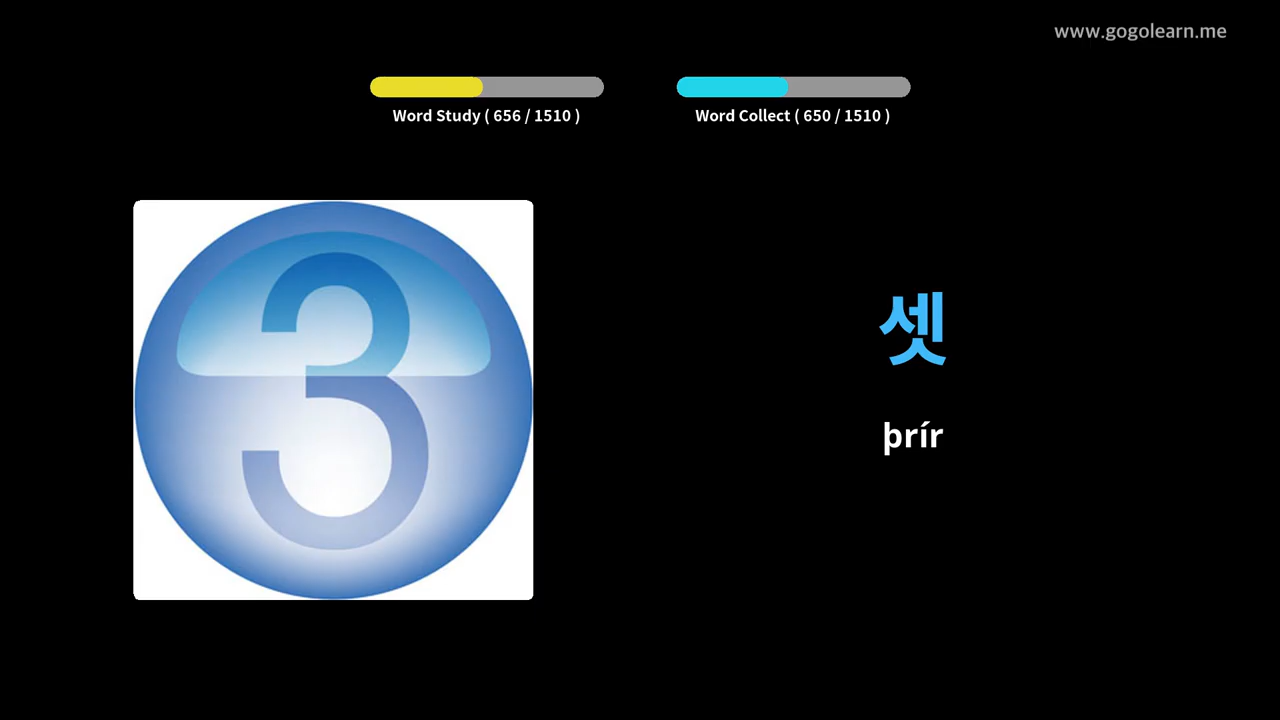 www.gogolearn.me
Word Study ( 656 / 1510 )
Word Collect ( 650 / 1510 )
3
셋
þrír